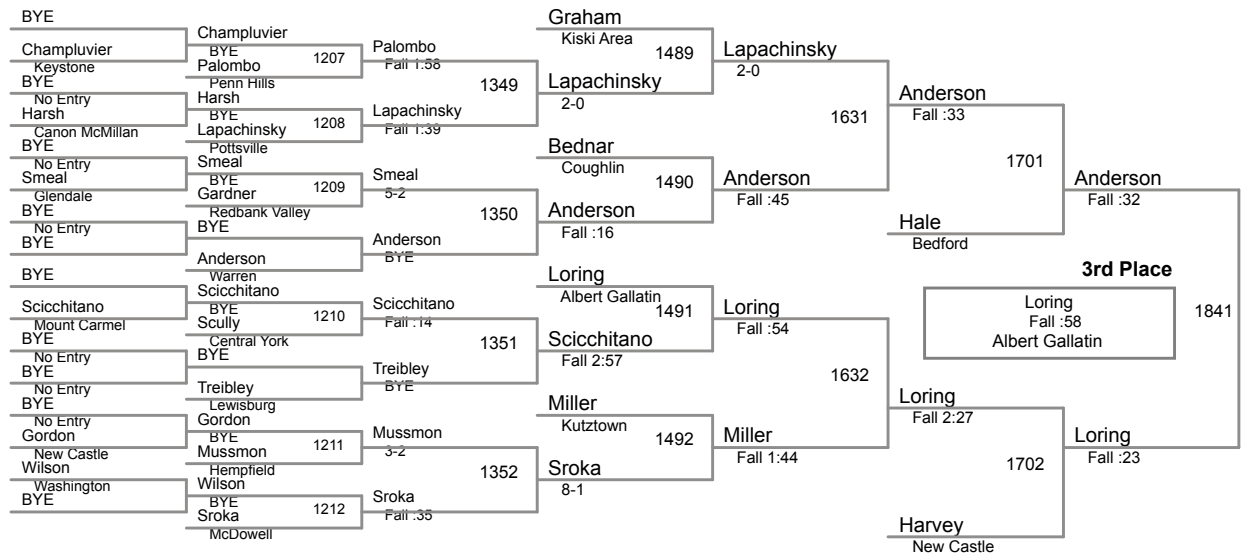 BYE
Champluvier
Keystone
BYE
No Entry
Harsh
Canon McMillan
BYE
No Entry
Smeal
Glendale
BYE
No Entry
BYE
BYE
Scicchitano
Mount Carmel
BYE
No Entry
BYE
No Entry
BYE
No Entry
Gordon
New Castle
Wilson
Washington
BYE
Champluvier
BYE
1207
Palombo
Penn Hills
Harsh
BYE
1208
Lapachinsky
Pottsville
Smeal
BYE
1209
Gardner
Redbank Valley
BYE
Anderson
Warren
Scicchitano
BYE
1210
Scully
Central York
BYE
Treibley
Lewisburg
Gordon
BYE
1211
Mussmon
Hempfield
Wilson
BYE
1212
Sroka
McDowell
Palombo
Fall 1:58
1349
Lapachinsky
Fall 1:39
Smeal
5-2
1350
Anderson
BYE
Scicchitano
Fall :14
1351
Treibley
BYE
Mussmon
3-2
1352
Sroka
Fall :35
Graham
Kiski Area
1489
Lapachinsky
2-0
Bednar
Coughlin
1490
Anderson
Fall :16
Loring
Albert Gallatin
1491
Scicchitano
Fall 2:57
Miller
Kutztown
1492
Sroka
8-1
Lapachinsky
2-0
1631
Anderson
Fall :45
Loring
Fall :54
1632
Miller
Fall 1:44
Anderson
Fall :33
1701
Hale
Bedford
Loring
Fall 2:27
1702
Harvey
New Castle
Anderson
Fall :32
3rd Place
Loring
Fall :58
Albert Gallatin
1841
Loring
Fall :23